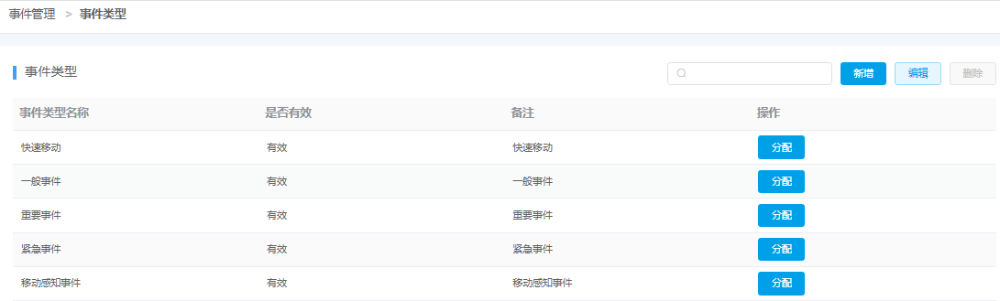 事件管理 > 事件类型
事件类型 新增 编辑 删除
事件类型名称 是否有效 备注 操作
快速移动 有效 快速移动 分配
一般事件 有效 一般事件 分配
重要事件 有效 重要事件 分配
紧急事件 有效 紧急事件 分配
移动感知事件 有效 移动感知事件 分配